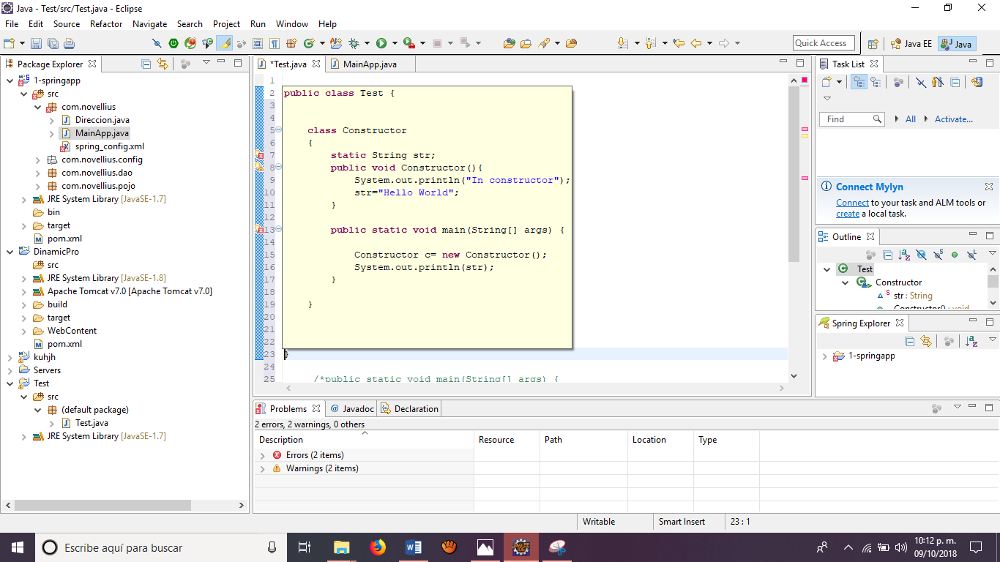 Java - Test/src/Test.java - Eclipse
File Edit Source Refactor Navigate Search Project Run Window Help
Quick Access
Java EE
Java
Package Explorer
1-springapp
src
com.novellius
Direccion.java
MainApp.java
spring_config.xml
com.novellius.config
com.novellius.dao
com.novellius.pojo
JRE System Library [JavaSE-1.7]
bin
target
pom.xml
DinamicPro
src
JRE System Library [JavaSE-1.8]
Apache Tomcat v7.0 [Apache Tomcat v7.0]
build
target
WebContent
pom.xml
kuhjh
Servers
Test
src
(default package)
Test.java
JRE System Library [JavaSE-1.7]
*Test.java
MainApp.java
1
2 public class Test {
3
4
5 class Constructor
6 {
7 static String str;
8 public void Constructor(){
9 System.out.println("In constructor");
10 str="Hello World";
11 }
12
13 public static void main(String[] args) {
14
15 Constructor c= new Constructor();
16 System.out.println(str);
17 }
18
19 }
20
21
22
23 }
24
25 /*public static void main(String[] args) {
Task List
Find
All
Activate...
Connect Mylyn
Connect to your task and ALM tools or
create a local task.
Outline
Test
Constructor
str : String
Constructor() : void
Spring Explorer
1-springapp
Problems
@ Javadoc
Declaration
2 errors, 2 warnings, 0 others
Description Resource Path Location Type
Errors (2 items)
Warnings (2 items)
Writable
Smart Insert
23 : 1
Escribe aquí para buscar
10:12 p. m.
09/10/2018